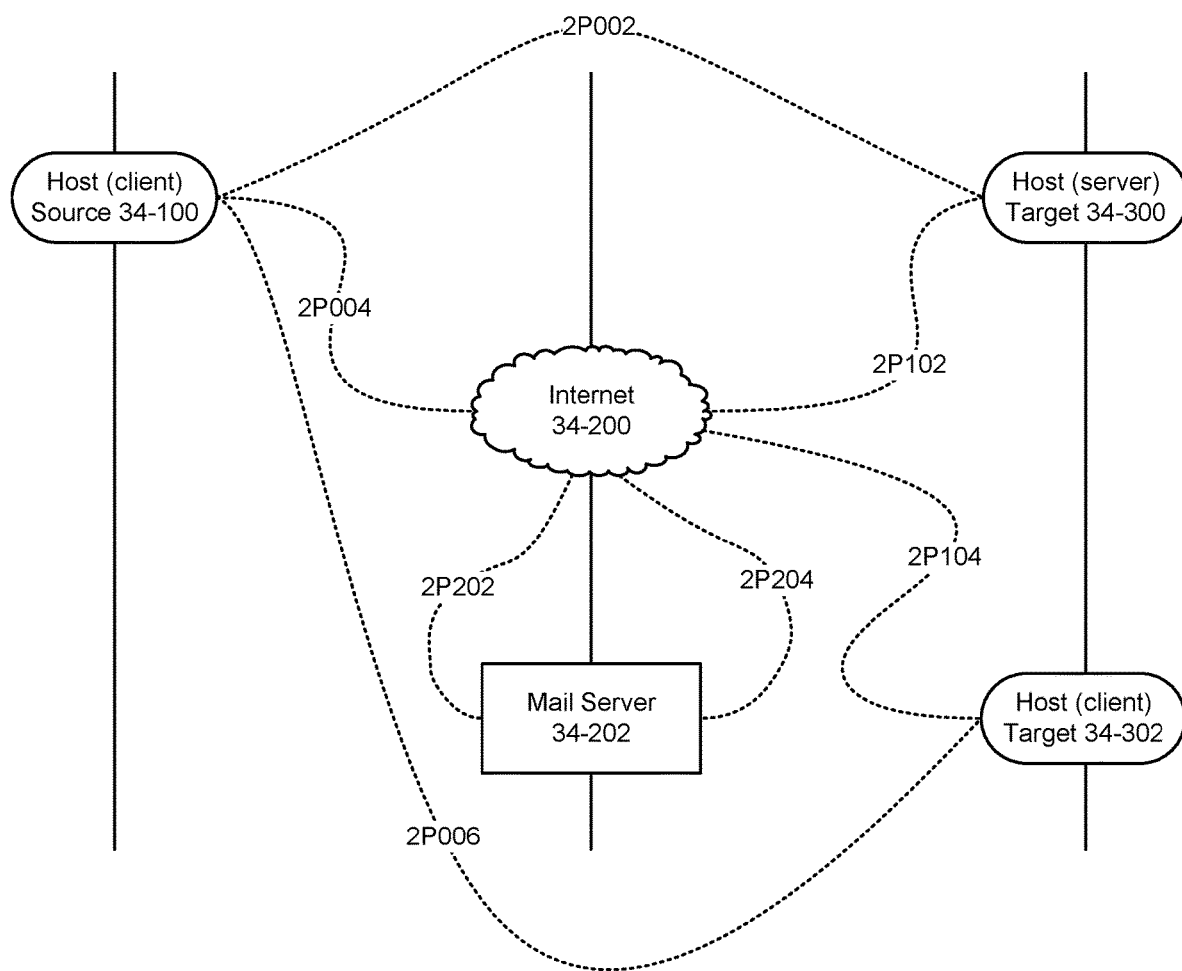 2P002
Host (client)
Source 34-100
Host (server)
Target 34-300
2P004
2P102
Internet
34-200
2P104
2P202
2P204
Mail Server
34-202
Host (client)
Target 34-302
2P006